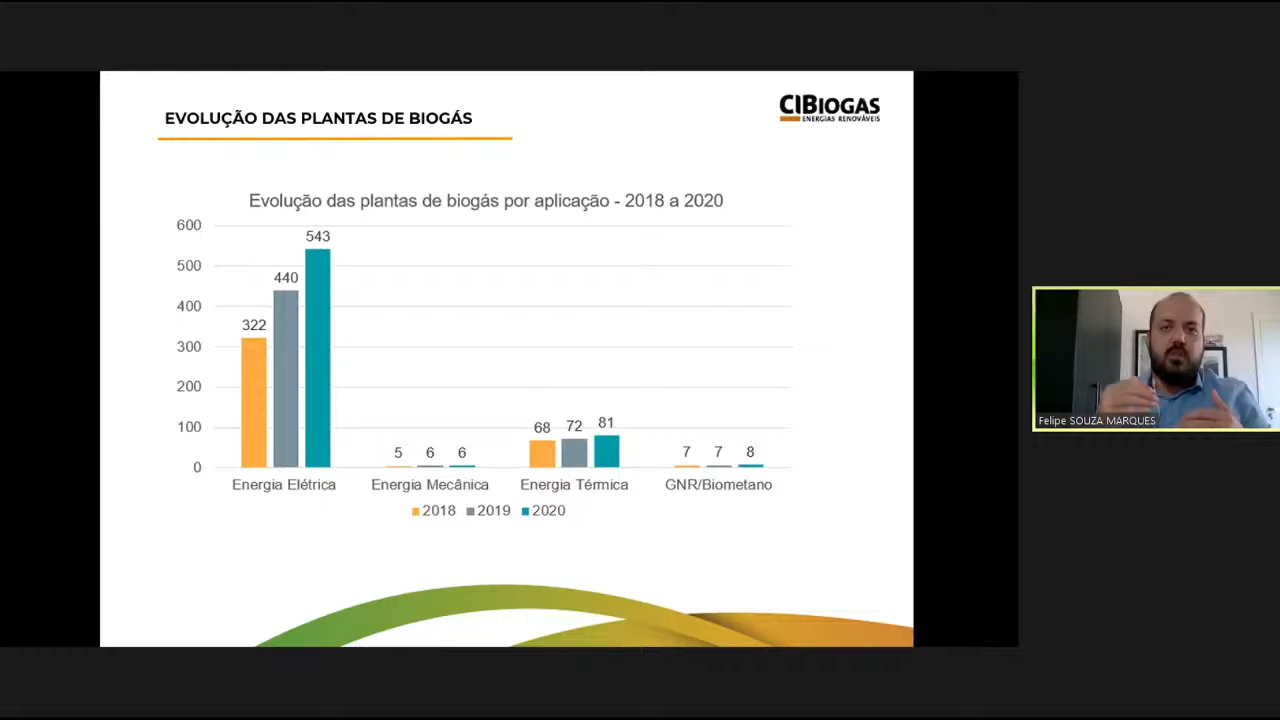 EVOLUÇÃO DAS PLANTAS DE BIOGÁS
CIBIOGAS
ENERGIAS RENOVÁVEIS
Evolução das plantas de biogás por aplicação - 2018 a 2020
600
500
400
300
200
100
0
322
440
543
5
6
6
68
72
81
7
7
8
Energia Elétrica
Energia Mecânica
Energia Térmica
GNR/Biometano
2018
2019
2020
Felipe SOUZA MARQUES